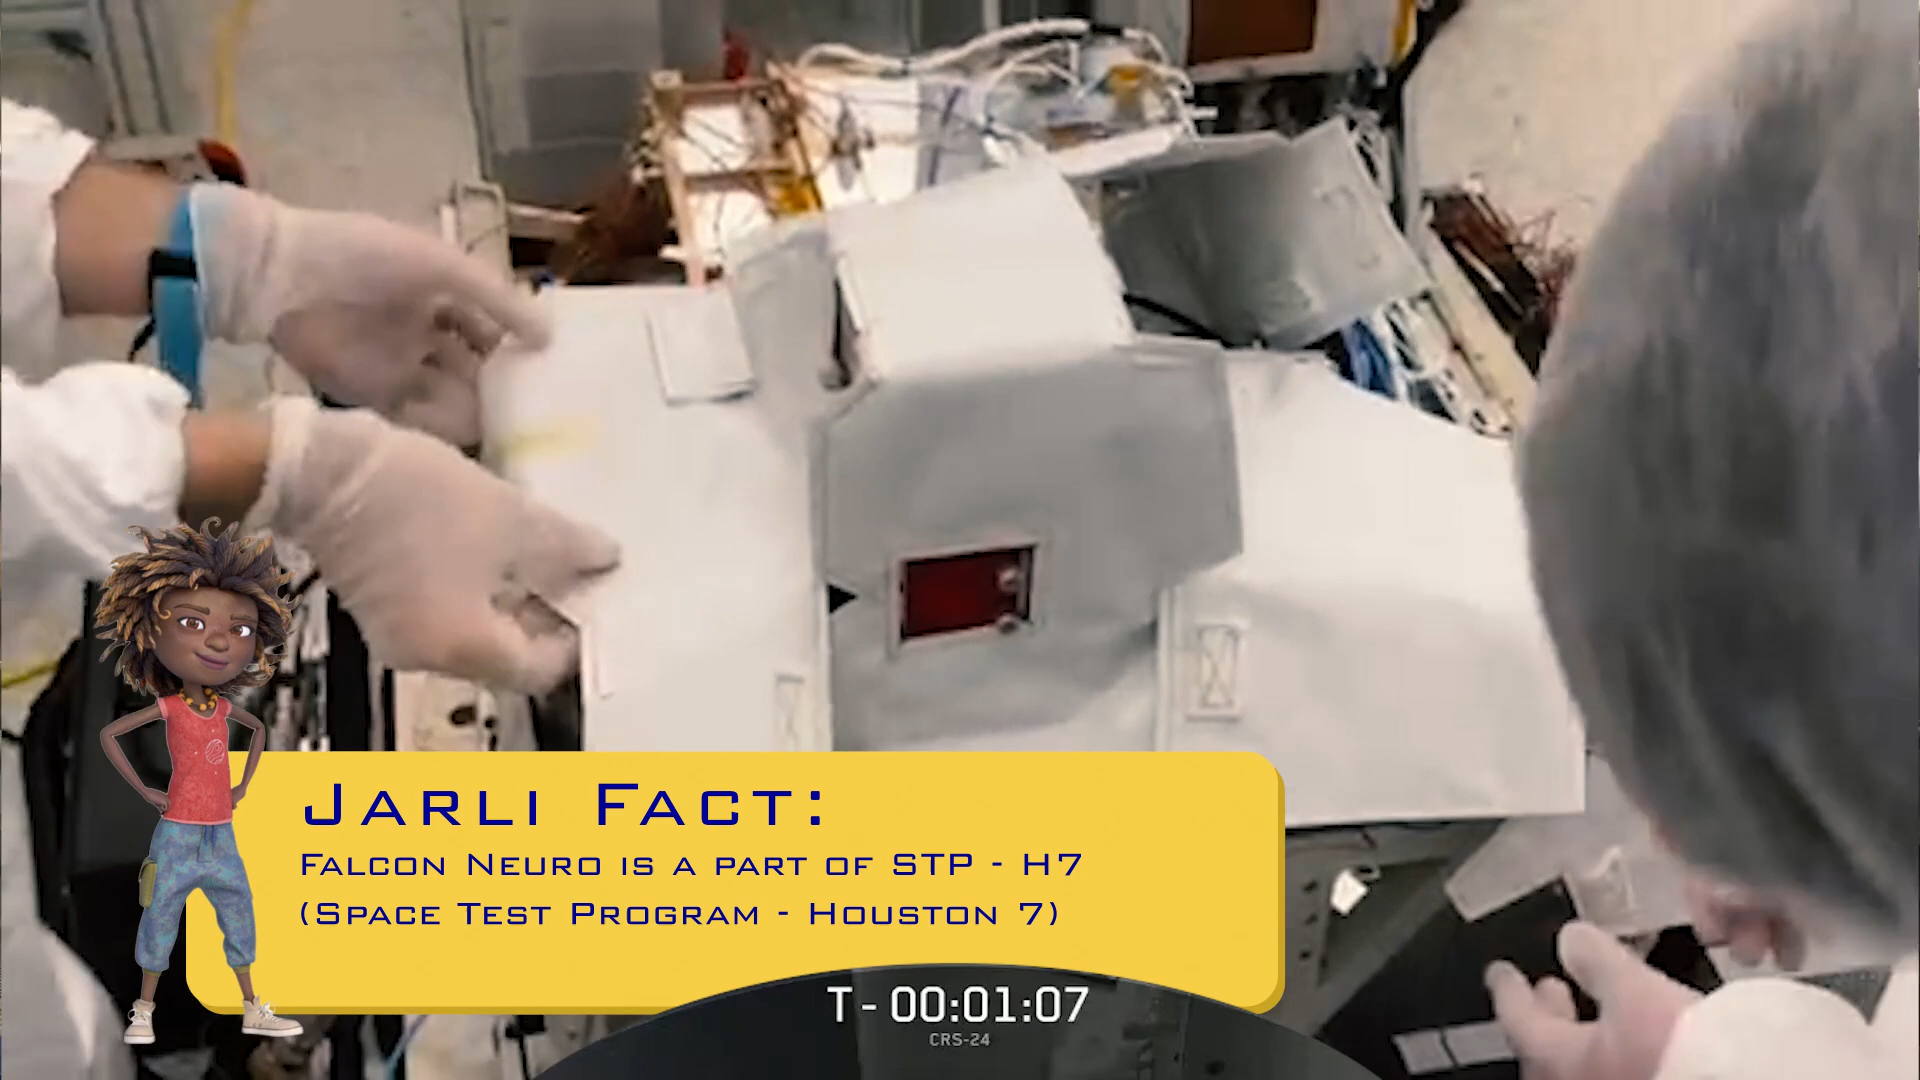 Jarli Fact:
Falcon Neuro is a part of STP - H7
(Space Test Program - Houston 7)
T- 00:01:07
CRS-24